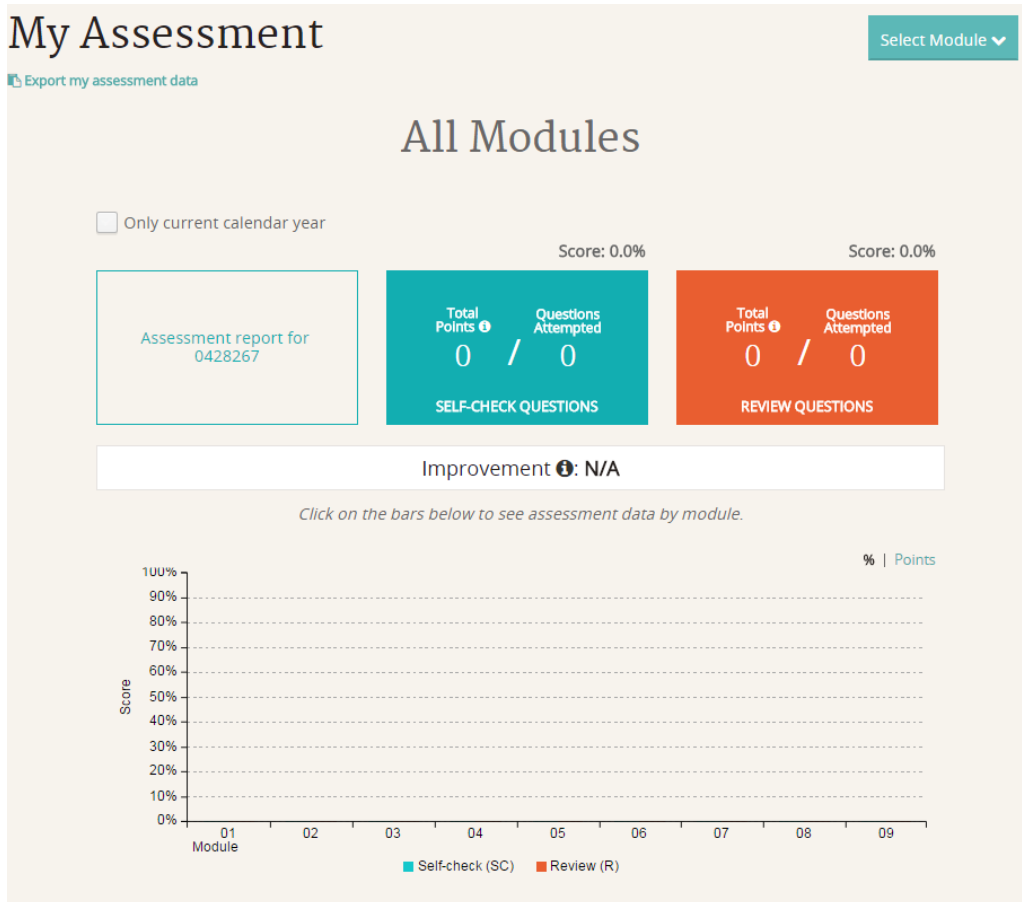 My Assessment
Select Module
Export my assessment data
All Modules
Only current calendar year
Score: 0.0%
Score: 0.0%
Assessment report for
0428267
Total Questions
Points Attempted
0 / 0
SELF-CHECK QUESTIONS
Total Questions
Points Attempted
0 / 0
REVIEW QUESTIONS
Improvement : N/A
Click on the bars below to see assessment data by module.
% | Points
100%
90%
80%
70%
60%
50%
40%
30%
20%
10%
0%
Score
01 02 03 04 05 06 07 08 09
Module
Self-check (SC) Review (R)